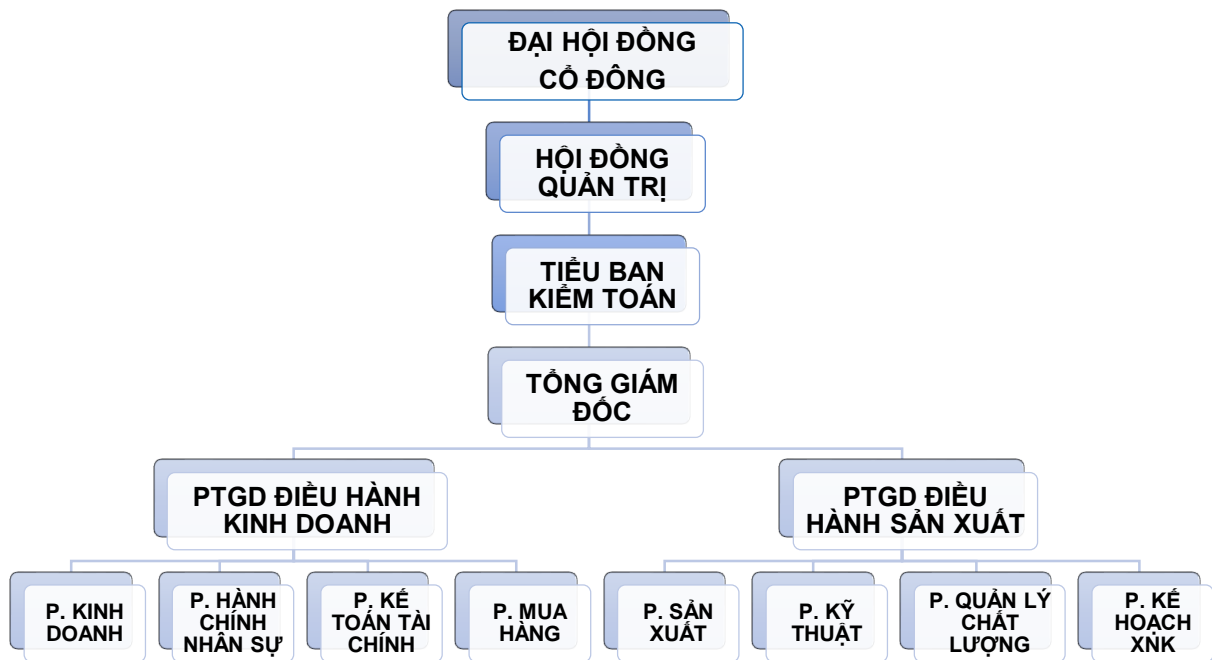 ĐẠI HỘI ĐỒNG
CỔ ĐÔNG
HỘI ĐỒNG
QUẢN TRỊ
TIỂU BAN
KIỂM TOÁN
TỔNG GIÁM
ĐỐC
PTGD ĐIỀU HÀNH
KINH DOANH
PTGD ĐIỀU
HÀNH SẢN XUẤT
P. KINH
DOANH
P. HÀNH
CHÍNH
NHÂN SỰ
P. KẾ
TOÁN TÀI
CHÍNH
P. MUA
HÀNG
P. SẢN
XUẤT
P. KỸ
THUẬT
P. QUẢN LÝ
CHẤT
LƯỢNG
P. KẾ
HOẠCH
XNK